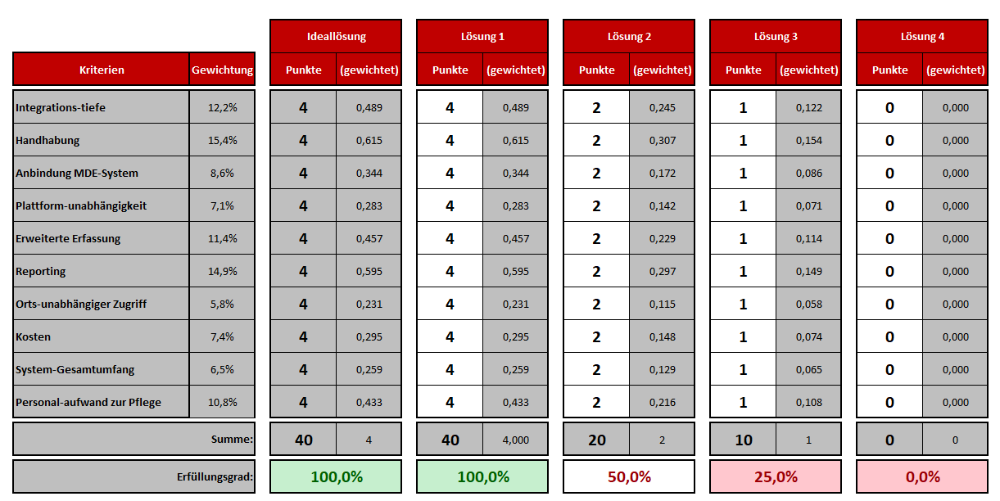 Ideallösung Lösung 1 Lösung 2 Lösung 3 Lösung 4
Kriterien Gewichtung Punkte (gewichtet) Punkte (gewichtet) Punkte (gewichtet) Punkte (gewichtet) Punkte (gewichtet)
Integrations-tiefe 12,2% 4 0,489 4 0,489 2 0,245 1 0,122 0 0,000
Handhabung 15,4% 4 0,615 4 0,615 2 0,307 1 0,154 0 0,000
Anbindung MDE-System 8,6% 4 0,344 4 0,344 2 0,172 1 0,086 0 0,000
Plattform-unabhängigkeit 7,1% 4 0,283 4 0,283 2 0,142 1 0,071 0 0,000
Erweiterte Erfassung 11,4% 4 0,457 4 0,457 2 0,229 1 0,114 0 0,000
Reporting 14,9% 4 0,595 4 0,595 2 0,297 1 0,149 0 0,000
Orts-unabhängiger Zugriff 5,8% 4 0,231 4 0,231 2 0,115 1 0,058 0 0,000
Kosten 7,4% 4 0,295 4 0,295 2 0,148 1 0,074 0 0,000
System-Gesamtumfang 6,5% 4 0,259 4 0,259 2 0,129 1 0,065 0 0,000
Personal-aufwand zur Pflege 10,8% 4 0,433 4 0,433 2 0,216 1 0,108 0 0,000
Summe: 40 4 40 4,000 20 2 10 1 0 0
Erfüllungsgrad: 100,0% 100,0% 50,0% 25,0% 0,0%